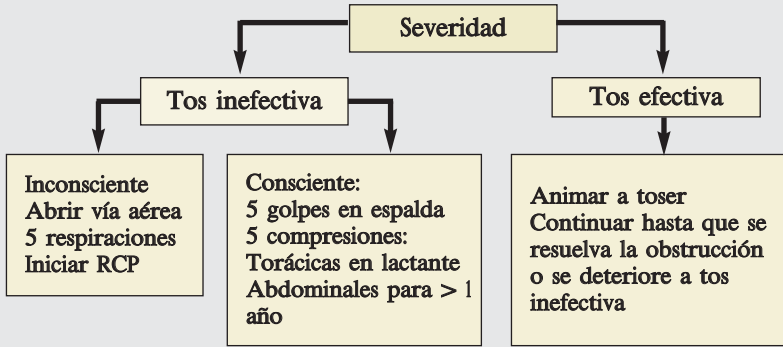 Severidad
Tos inefectiva
Tos efectiva
Inconsciente
Abrir vía aérea
5 respiraciones
Iniciar RCP
Consciente:
5 golpes en espalda
5 compresiones:
Torácicas en lactante
Abdominales para > 1
año
Animar a toser
Continuar hasta que se
resuelva la obstrucción
o se deteriore a tos
inefectiva